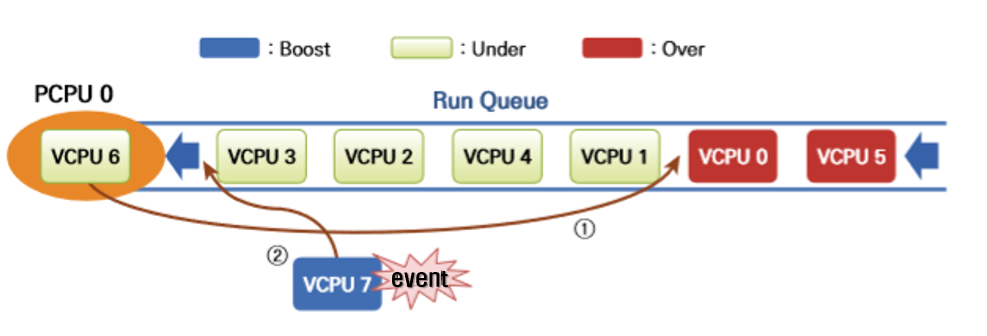 : Boost : Under : Over
PCPU 0
Run Queue
VCPU 6 VCPU 3 VCPU 2 VCPU 4 VCPU 1 VCPU 0 VCPU 5
①
②
VCPU 7 event